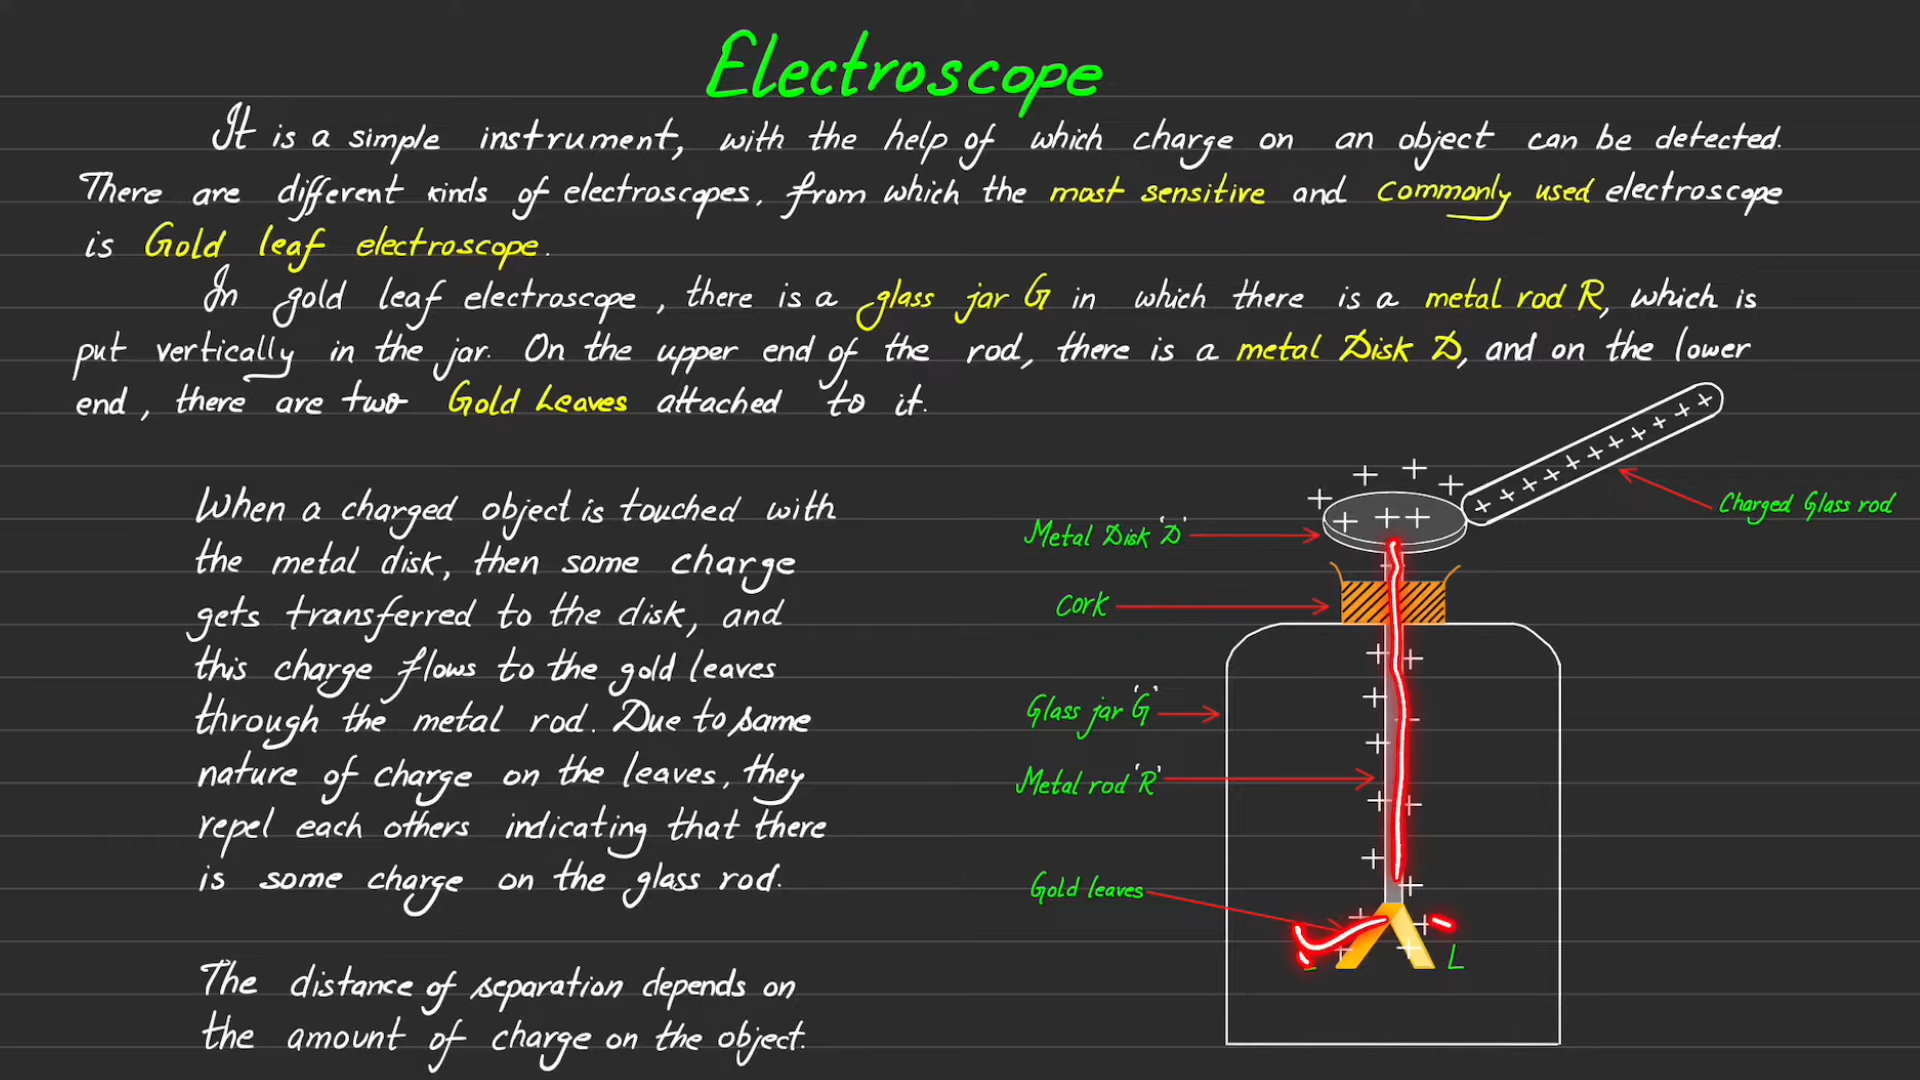 Electroscope
It is a simple instrument, with the help of which charge on an object can be detected.
There are different kinds of electroscopes, from which the most sensitive and commonly used electroscope
is Gold leaf electroscope.
In gold leaf electroscope, there is a glass jar G in which there is a metal rod R, which is
put vertically in the jar. On the upper end of the rod, there is a metal Disk D, and on the lower
end, there are two Gold Leaves attached to it.
When a charged object is touched with
the metal disk, then some charge
gets transferred to the disk, and
this charge flows to the gold leaves
through the metal rod. Due to same
nature of charge on the leaves, they
repel each others indicating that there
is some charge on the glass rod.
The distance of separation depends on
the amount of charge on the object.
Charged Glass rod
Metal Disk 'D'
Cork
Glass jar 'G'
Metal rod 'R'
Gold leaves
L